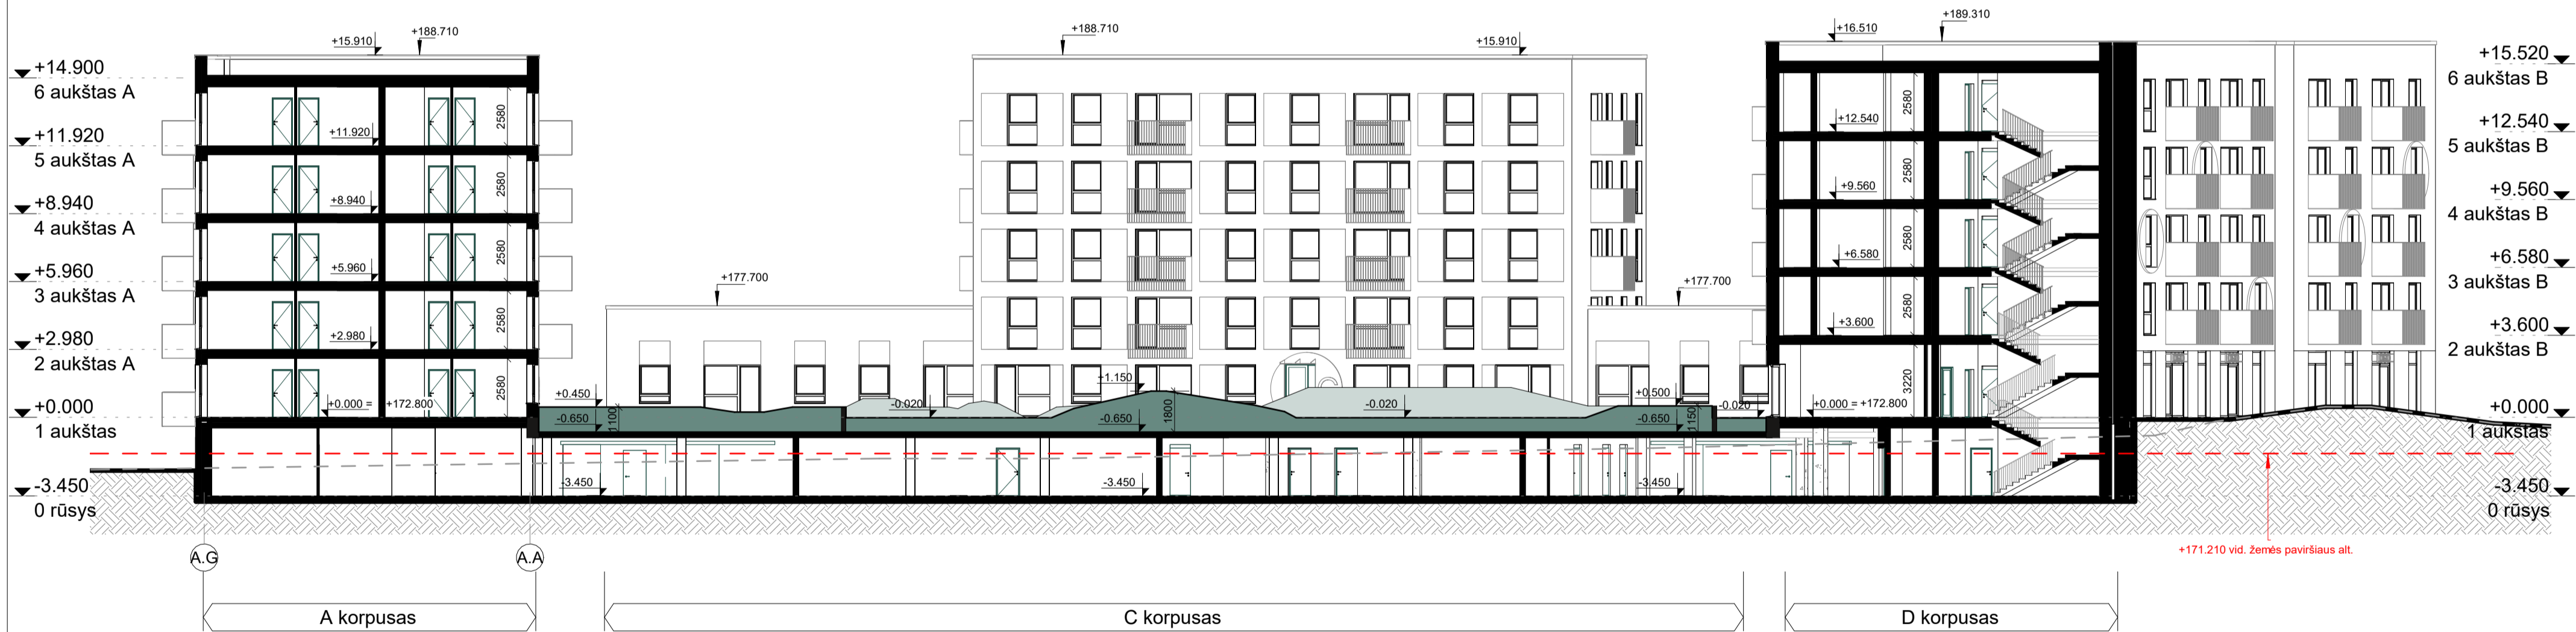 +188.710
+15.910
+188.710
+15.910
+16.510
+189.310
+14.900
6 aukštas A
+15.520
6 aukštas B
2580
2580
+11.920
5 aukštas A
+11.920
+12.540
+12.540
5 aukštas B
2580
2580
+8.940
4 aukštas A
+8.940
+9.560
+9.560
4 aukštas B
2580
2580
+5.960
3 aukštas A
+5.960
+177.700
+177.700
+6.580
+6.580
3 aukštas B
2580
2580
+2.980
2 aukštas A
+2.980
+3.600
+3.600
2 aukštas B
2580
3220
+0.000
1 aukštas
+0.000 = +172.800
+0.450
-0.650
1100
-0.020
+1.150
-0.650
1800
-0.020
+0.500
-0.650
1150
-0.020
+0.000 = +172.800
+0.000
1 aukštas
-3.450
0 rūsys
-3.450
-3.450
-3.450
-3.450
0 rūsys
+171.210 vid. žemės paviršiaus alt.
A.G
A.A
A korpusas
C korpusas
D korpusas